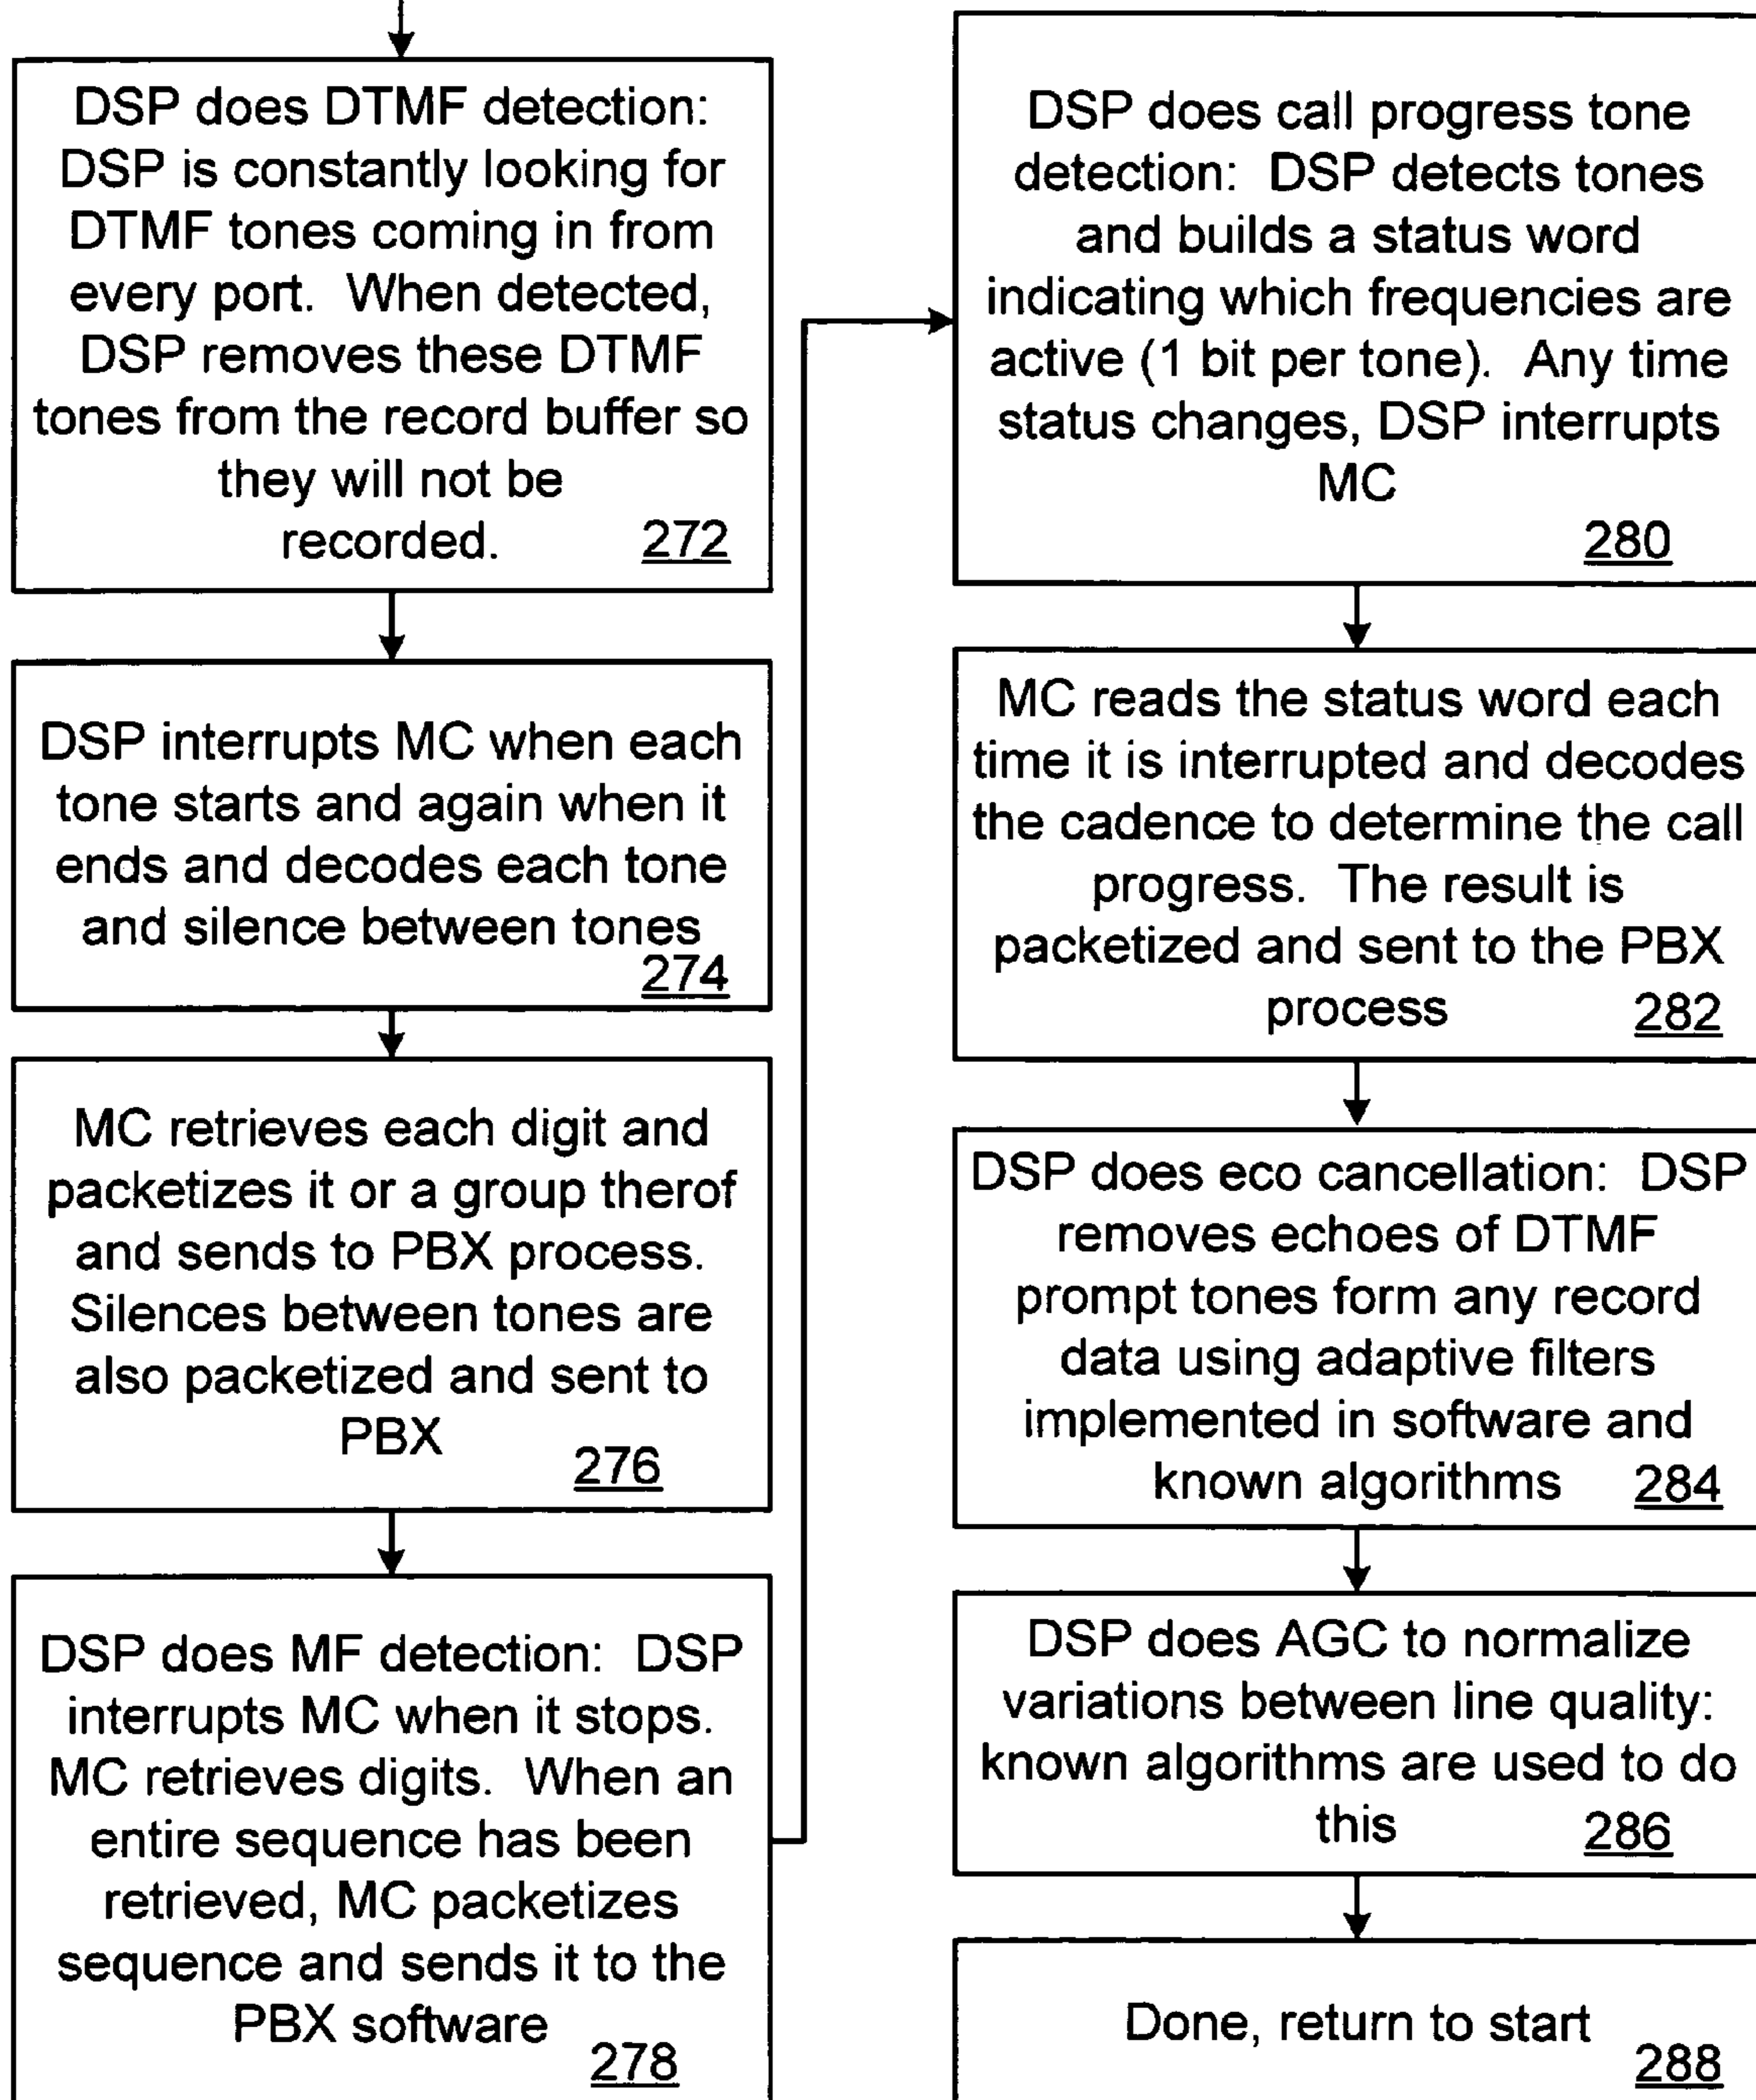 DSP does DTMF detection:
DSP is constantly looking for
DTMF tones coming in from
every port. When detected,
DSP removes these DTMF
tones from the record buffer so
they will not be
recorded. 272
DSP interrupts MC when each
tone starts and again when it
ends and decodes each tone
and silence between tones
274
MC retrieves each digit and
packetizes it or a group therof
and sends to PBX process.
Silences between tones are
also packetized and sent to
PBX
276
DSP does MF detection: DSP
interrupts MC when it stops.
MC retrieves digits. When an
entire sequence has been
retrieved, MC packetizes
sequence and sends it to the
PBX software
278
DSP does call progress tone
detection: DSP detects tones
and builds a status word
indicating which frequencies are
active (1 bit per tone). Any time
status changes, DSP interrupts
MC
280
MC reads the status word each
time it is interrupted and decodes
the cadence to determine the call
progress. The result is
packetized and sent to the PBX
process 282
DSP does eco cancellation: DSP
removes echoes of DTMF
prompt tones form any record
data using adaptive filters
implemented in software and
known algorithms 284
DSP does AGC to normalize
variations between line quality:
known algorithms are used to do
this 286
Done, return to start
288